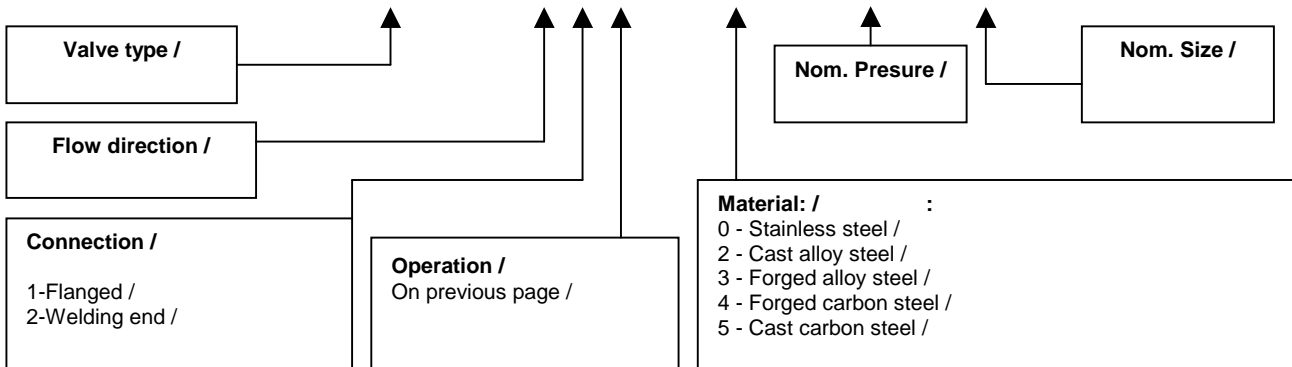 Valve type /
Nom. Presure /
Nom. Size /
Flow direction /
Connection /
1-Flanged /
2-Welding end /
Operation /
On previous page /
Material: / :
0 - Stainless steel /
2 - Cast alloy steel /
3 - Forged alloy steel /
4 - Forged carbon steel /
5 - Cast carbon steel /